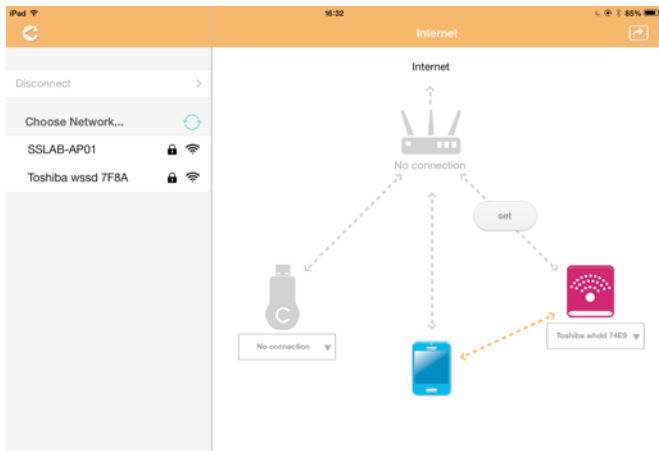 iPad 16:32 85%
Internet
Disconnect
Choose Network...
SSLAB-AP01
Toshiba wssd 7F8A
Internet
No connection
set
C
No connection
Toshiba whdd 74E9